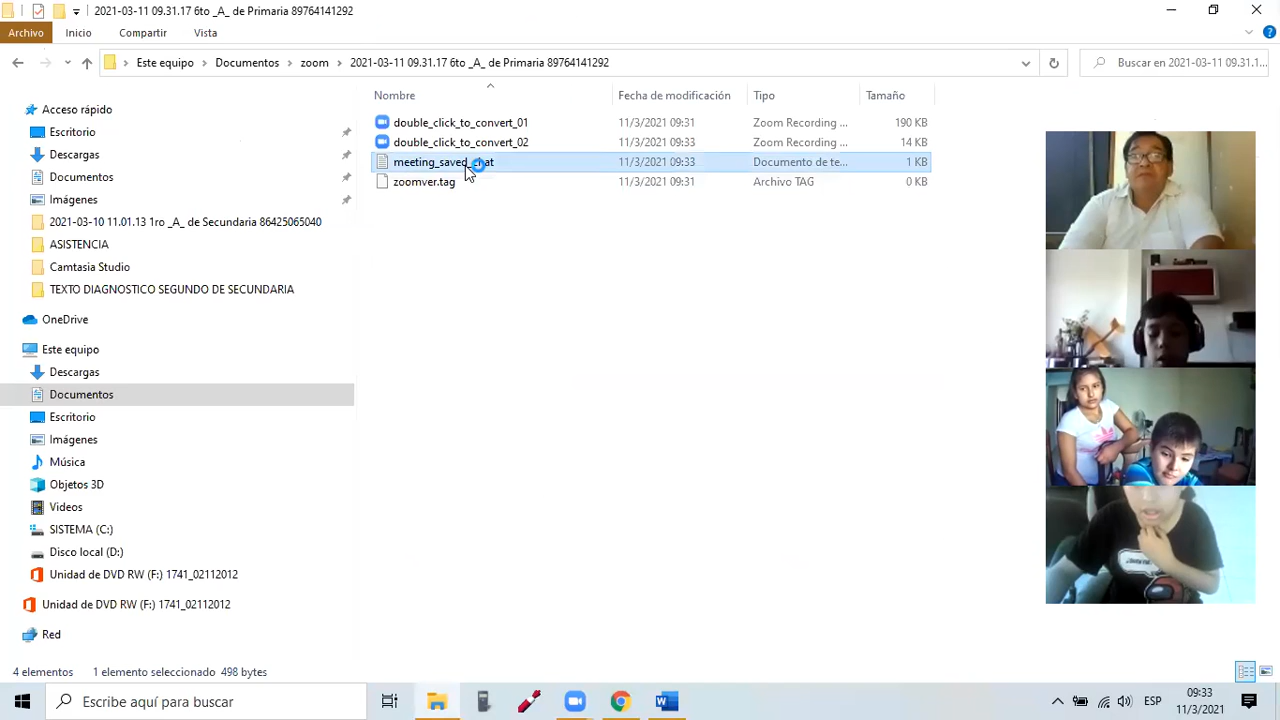 2021-03-11 09.31.17 6to _A_ de Primaria 89764141292
Archivo Inicio Compartir Vista
Este equipo Documentos zoom 2021-03-11 09.31.17 6to _A_ de Primaria 89764141292 Buscar en 2021-03-11 09.31.1...
Nombre Fecha de modificación Tipo Tamaño
double_click_to_convert_01 11/3/2021 09:31 Zoom Recording ... 190 KB
double_click_to_convert_02 11/3/2021 09:33 Zoom Recording ... 14 KB
meeting_saved_chat 11/3/2021 09:33 Documento de te... 1 KB
zoomver.tag 11/3/2021 09:31 Archivo TAG 0 KB
Acceso rápido
Escritorio
Descargas
Documentos
Imágenes
2021-03-10 11.01.13 1ro _A_ de Secundaria 86425065040
ASISTENCIA
Camtasia Studio
TEXTO DIAGNOSTICO SEGUNDO DE SECUNDARIA
OneDrive
Este equipo
Descargas
Documentos
Escritorio
Imágenes
Música
Objetos 3D
Videos
SISTEMA (C:)
Disco local (D:)
Unidad de DVD RW (F:) 1741_02112012
Unidad de DVD RW (F:) 1741_02112012
Red
4 elementos 1 elemento seleccionado 498 bytes
Escribe aquí para buscar
ESP
09:33
11/3/2021